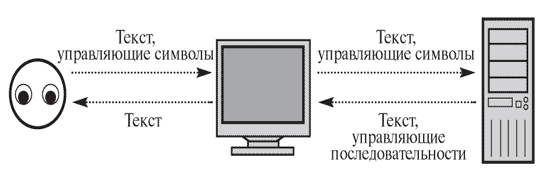 Текст,
управляющие символы
Текст
Текст,
управляющие символы
Текст,
управляющие
последовательности